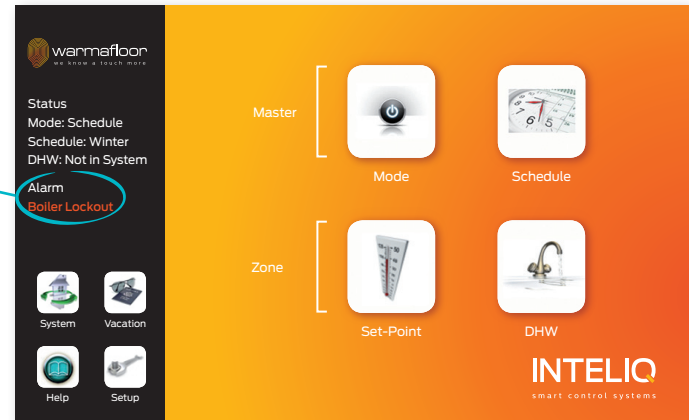 warmafloor
we know a touch more
Status
Mode: Schedule
Schedule: Winter
DHW: Not in System
Alarm
Boiler Lockout
System
Vacation
Help
Setup
Master
Mode
Schedule
Zone
Set-Point
DHW
INTELIQ
smart control systems